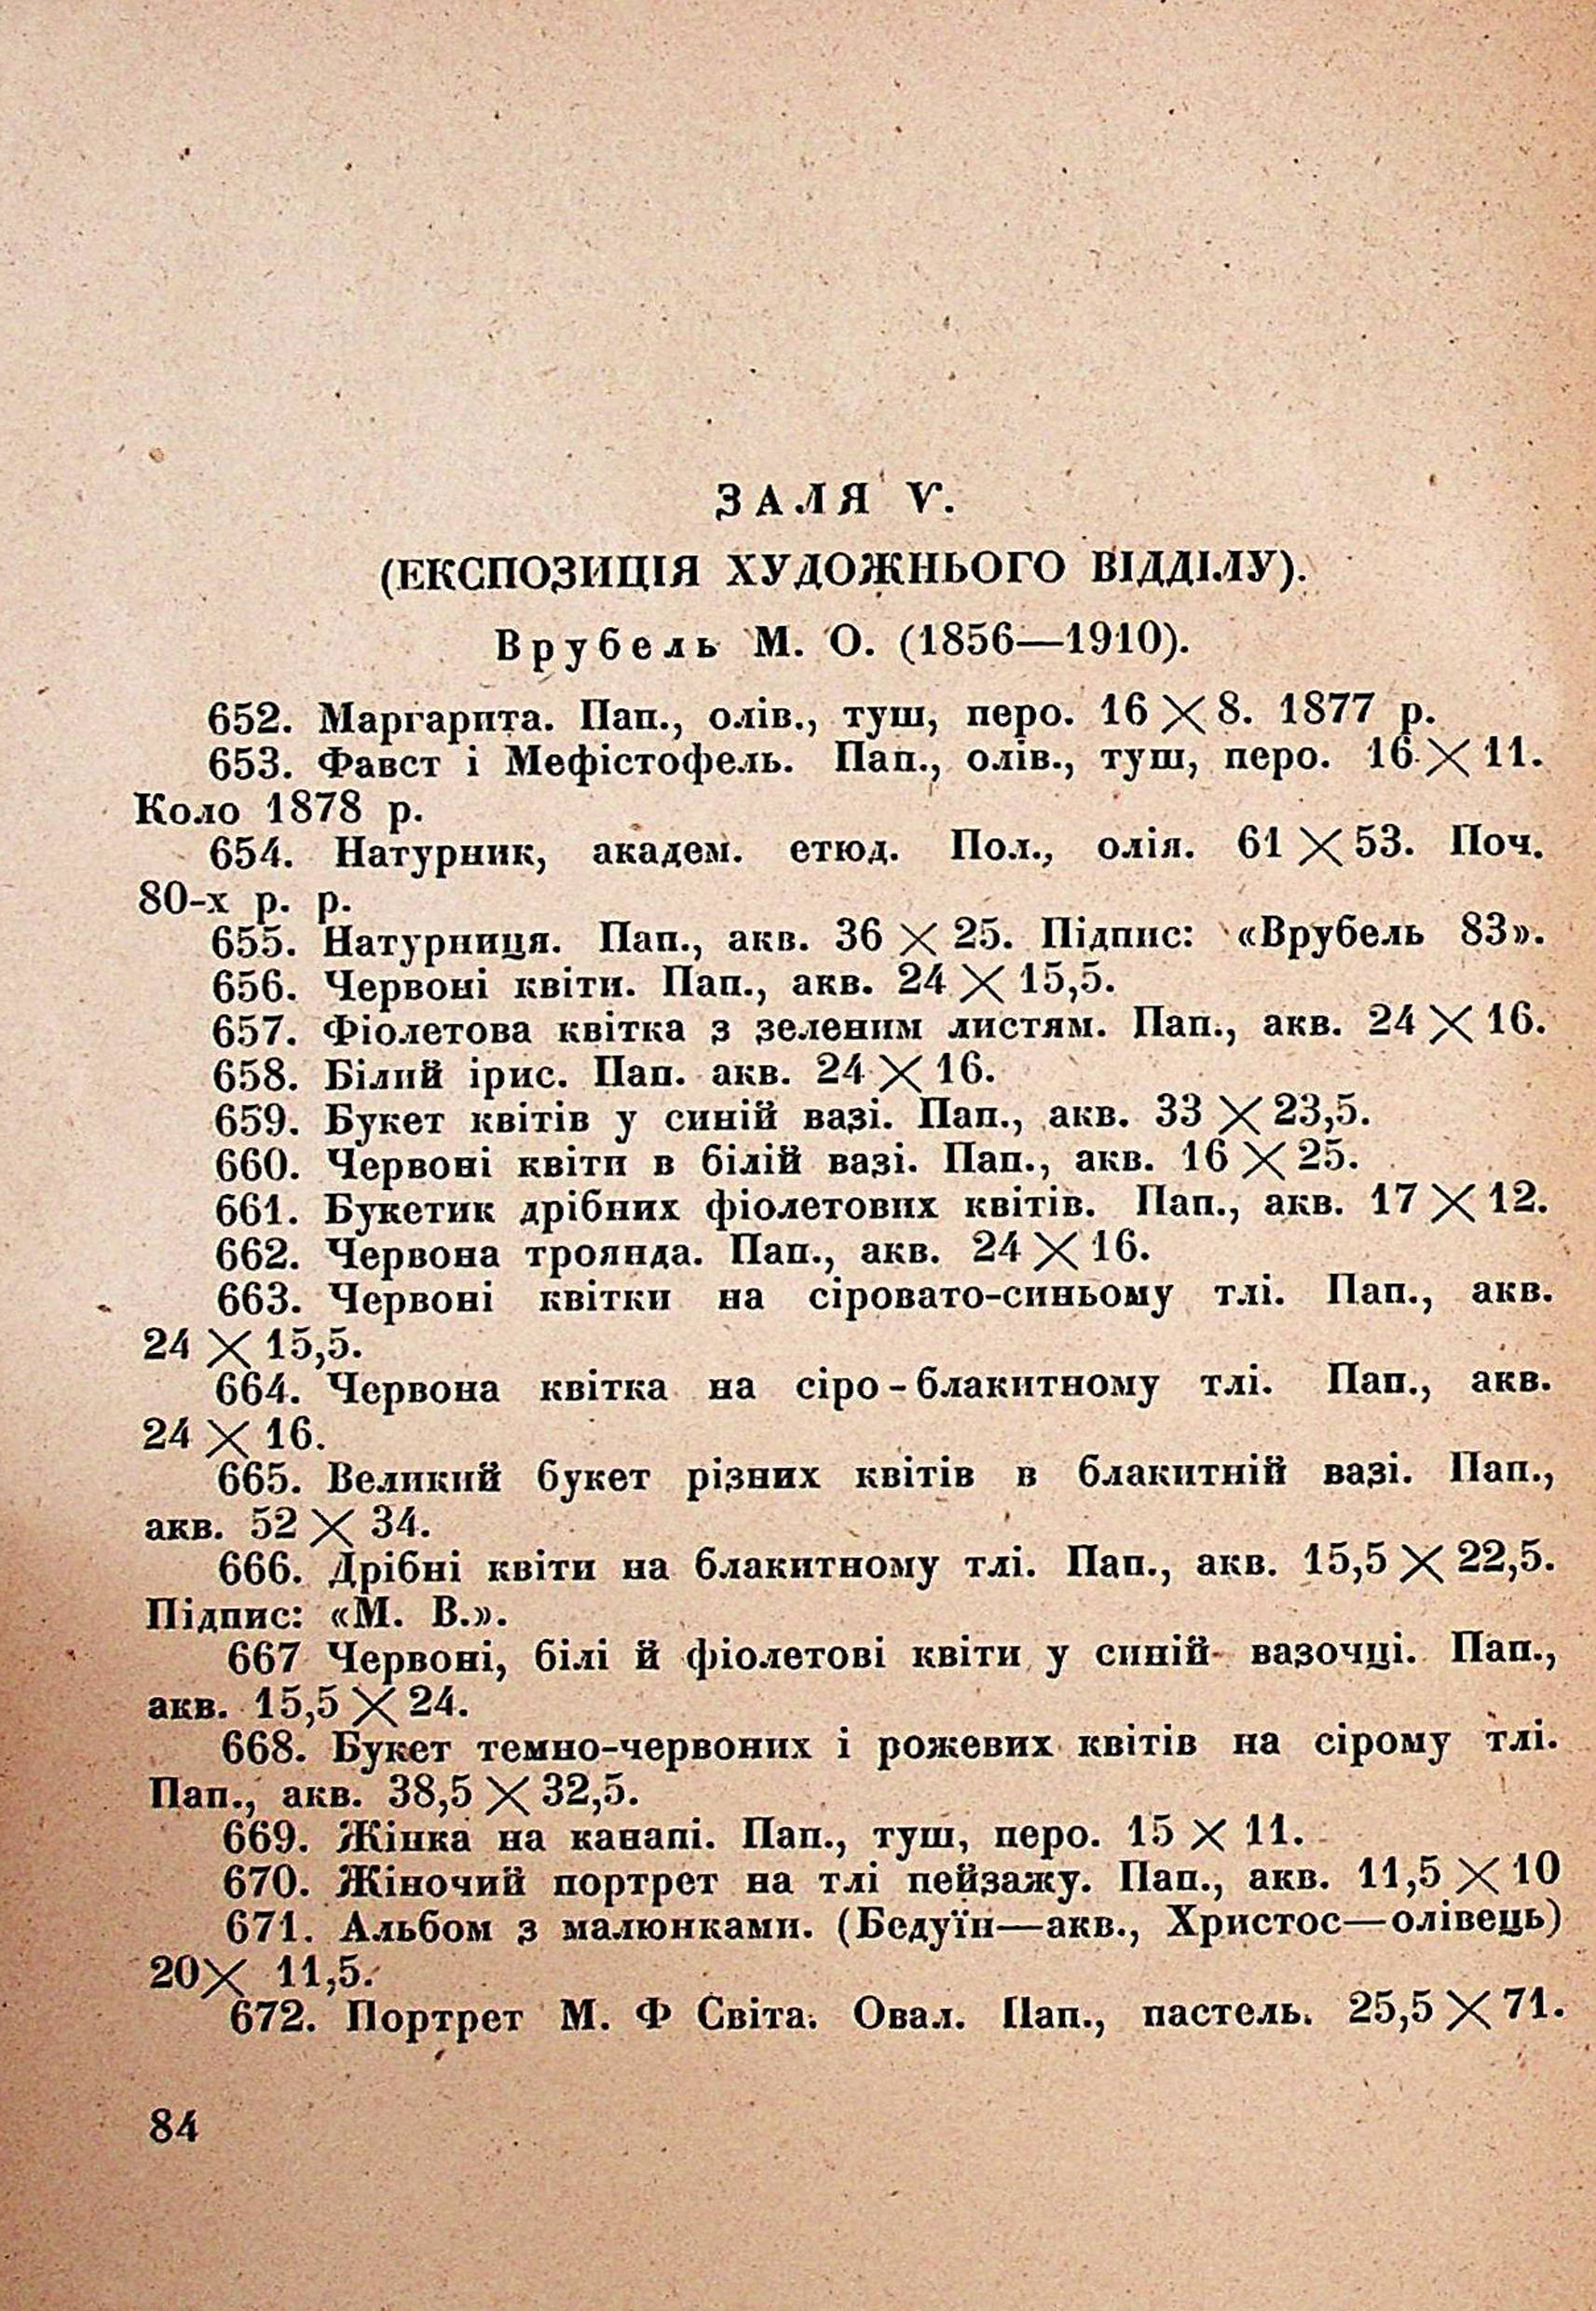 ЗАЛЯ V.
(ЕКСПОЗИЦІЯ ХУДОЖНЬОГО ВІДДІЛУ).
Врубель М. О. (1856—1910).
652. Маргарита. Пап., олів., туш, перо. 16 × 8. 1877 р.
653. Фавст і Мефістофель. Пап., олів., туш, перо. 16 × 11.
Коло 1878 р.
654. Натурник, академ. етюд. Пол., олія. 61 × 53. Поч.
80-х р. р.
655. Натурниця. Пап., акв. 36 × 25. Підпис: «Врубель 83».
656. Червоні квіти. Пап., акв. 24 × 15,5.
657. Фіолетова квітка з зеленим листям. Пап., акв. 24 × 16.
658. Білий ірис. Пап. акв. 24 × 16.
659. Букет квітів у синій вазі. Пап., акв. 33 × 23,5.
660. Червоні квіти в білій вазі. Пап., акв. 16 × 25.
661. Букетик дрібних фіолетових квітів. Пап., акв. 17 × 12.
662. Червона троянда. Пап., акв. 24 × 16.
663. Червоні квітки на сіровато-синьому тлі. Пап., акв.
24 × 15,5.
664. Червона квітка на сіро-блакитному тлі. Пап., акв.
24 × 16.
665. Великий букет різних квітів в блакитній вазі. Пап.,
акв. 52 × 34.
666. Дрібні квіти на блакитному тлі. Пап., акв. 15,5 × 22,5.
Підпис: «М. В.».
667 Червоні, білі й фіолетові квіти у синій вазочці. Пап.,
акв. 15,5 × 24.
668. Букет темно-червоних і рожевих квітів на сірому тлі.
Пап., акв. 38,5 × 32,5.
669. Жінка на канапі. Пап., туш, перо. 15 × 11.
670. Жіночий портрет на тлі пейзажу. Пап., акв. 11,5 × 10
671. Альбом з малюнками. (Бедуїн—акв., Христос—олівець)
20× 11,5.
672. Портрет М. Ф Світа. Овал. Пап., пастель. 25,5 × 71.
84